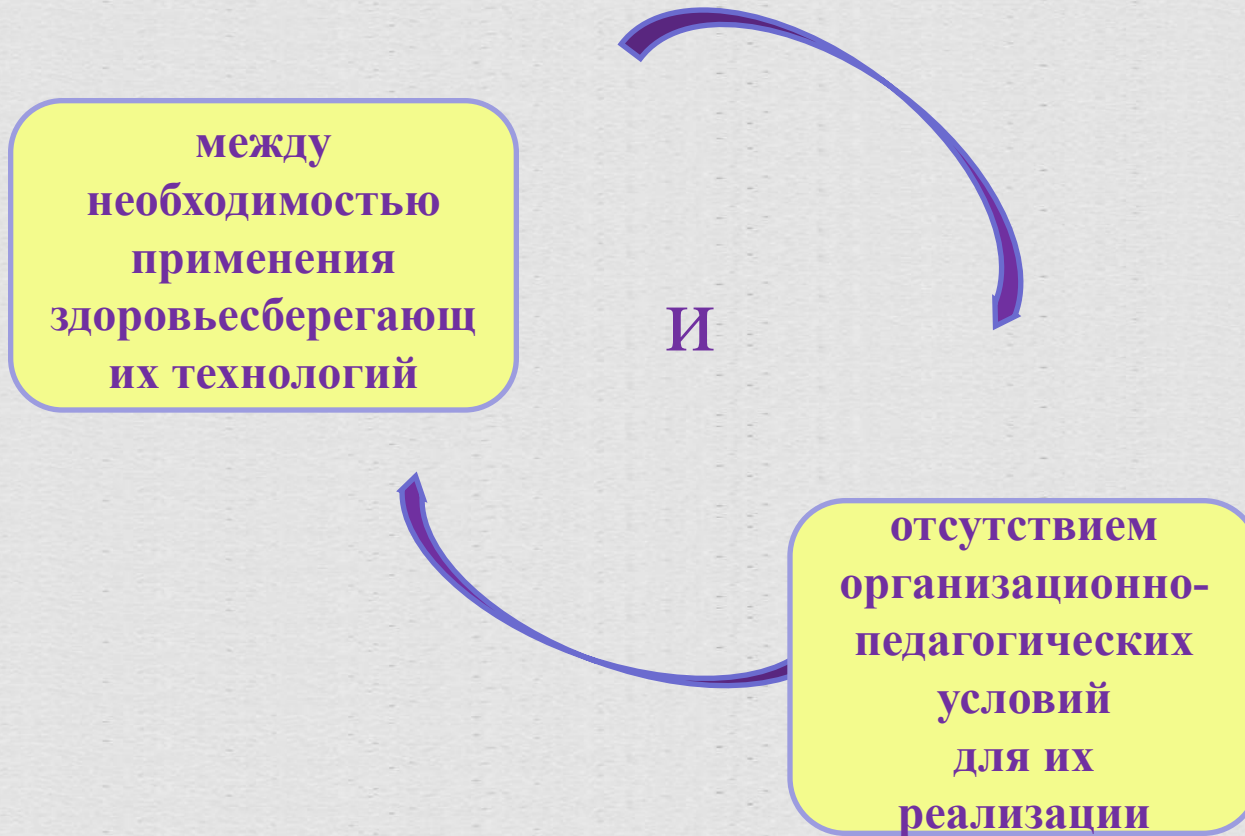 между
необходимостью
применения
здоровьесберегающ
их технологий
и
отсутствием
организационно-
педагогических
условий
для их
реализации